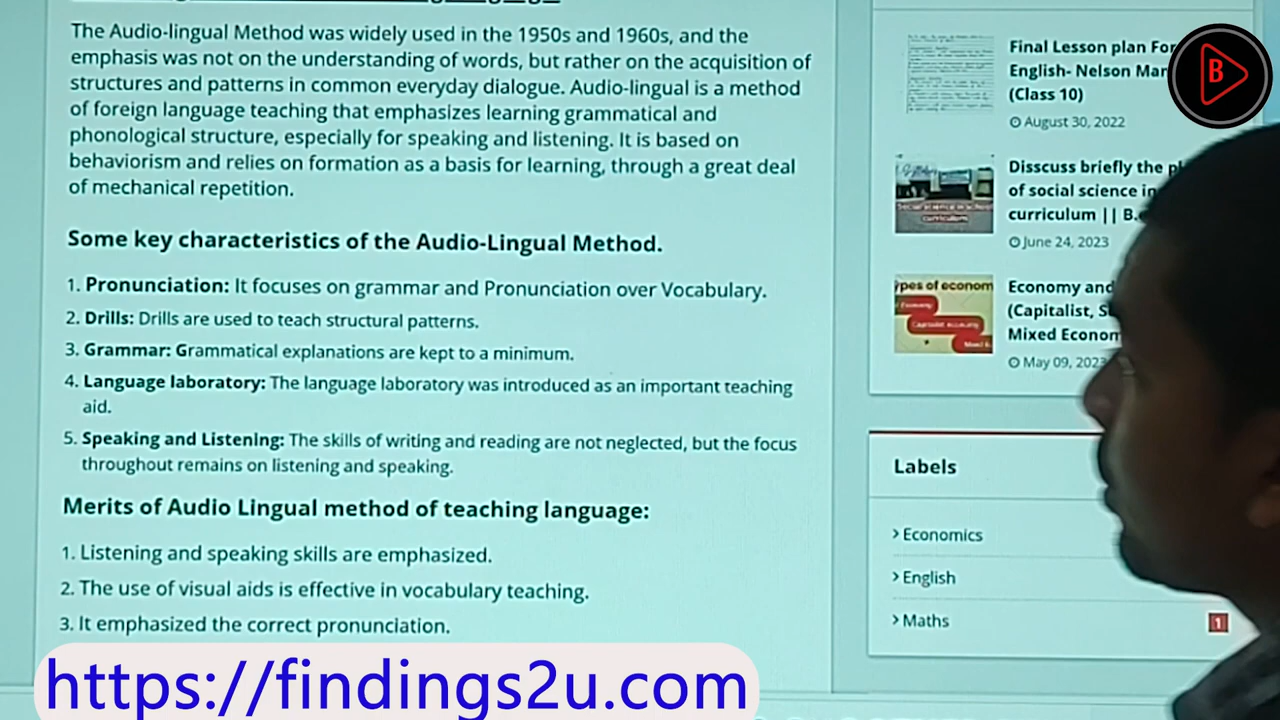 The Audio-lingual Method was widely used in the 1950s and 1960s, and the
emphasis was not on the understanding of words, but rather on the acquisition of
structures and patterns in common everyday dialogue. Audio-lingual is a method
of foreign language teaching that emphasizes learning grammatical and
phonological structure, especially for speaking and listening. It is based on
behaviorism and relies on formation as a basis for learning, through a great deal
of mechanical repetition.
Some key characteristics of the Audio-Lingual Method.
1. Pronunciation: It focuses on grammar and Pronunciation over Vocabulary.
2. Drills: Drills are used to teach structural patterns.
3. Grammar: Grammatical explanations are kept to a minimum.
4. Language laboratory: The language laboratory was introduced as an important teaching
aid.
5. Speaking and Listening: The skills of writing and reading are not neglected, but the focus
throughout remains on listening and speaking.
Merits of Audio Lingual method of teaching language:
1. Listening and speaking skills are emphasized.
2. The use of visual aids is effective in vocabulary teaching.
3. It emphasized the correct pronunciation.
https://findings2u.com
B
Final Lesson plan For
English- Nelson Man
(Class 10)
August 30, 2022
Disscuss briefly the pl
of social science in
curriculum || B.
June 24, 2023
curriculum
ypes of econom
Capitalist economy
Economy and
(Capitalist, S
Mixed Econom
May 09, 2023
Labels
> Economics
> English
> Maths
1